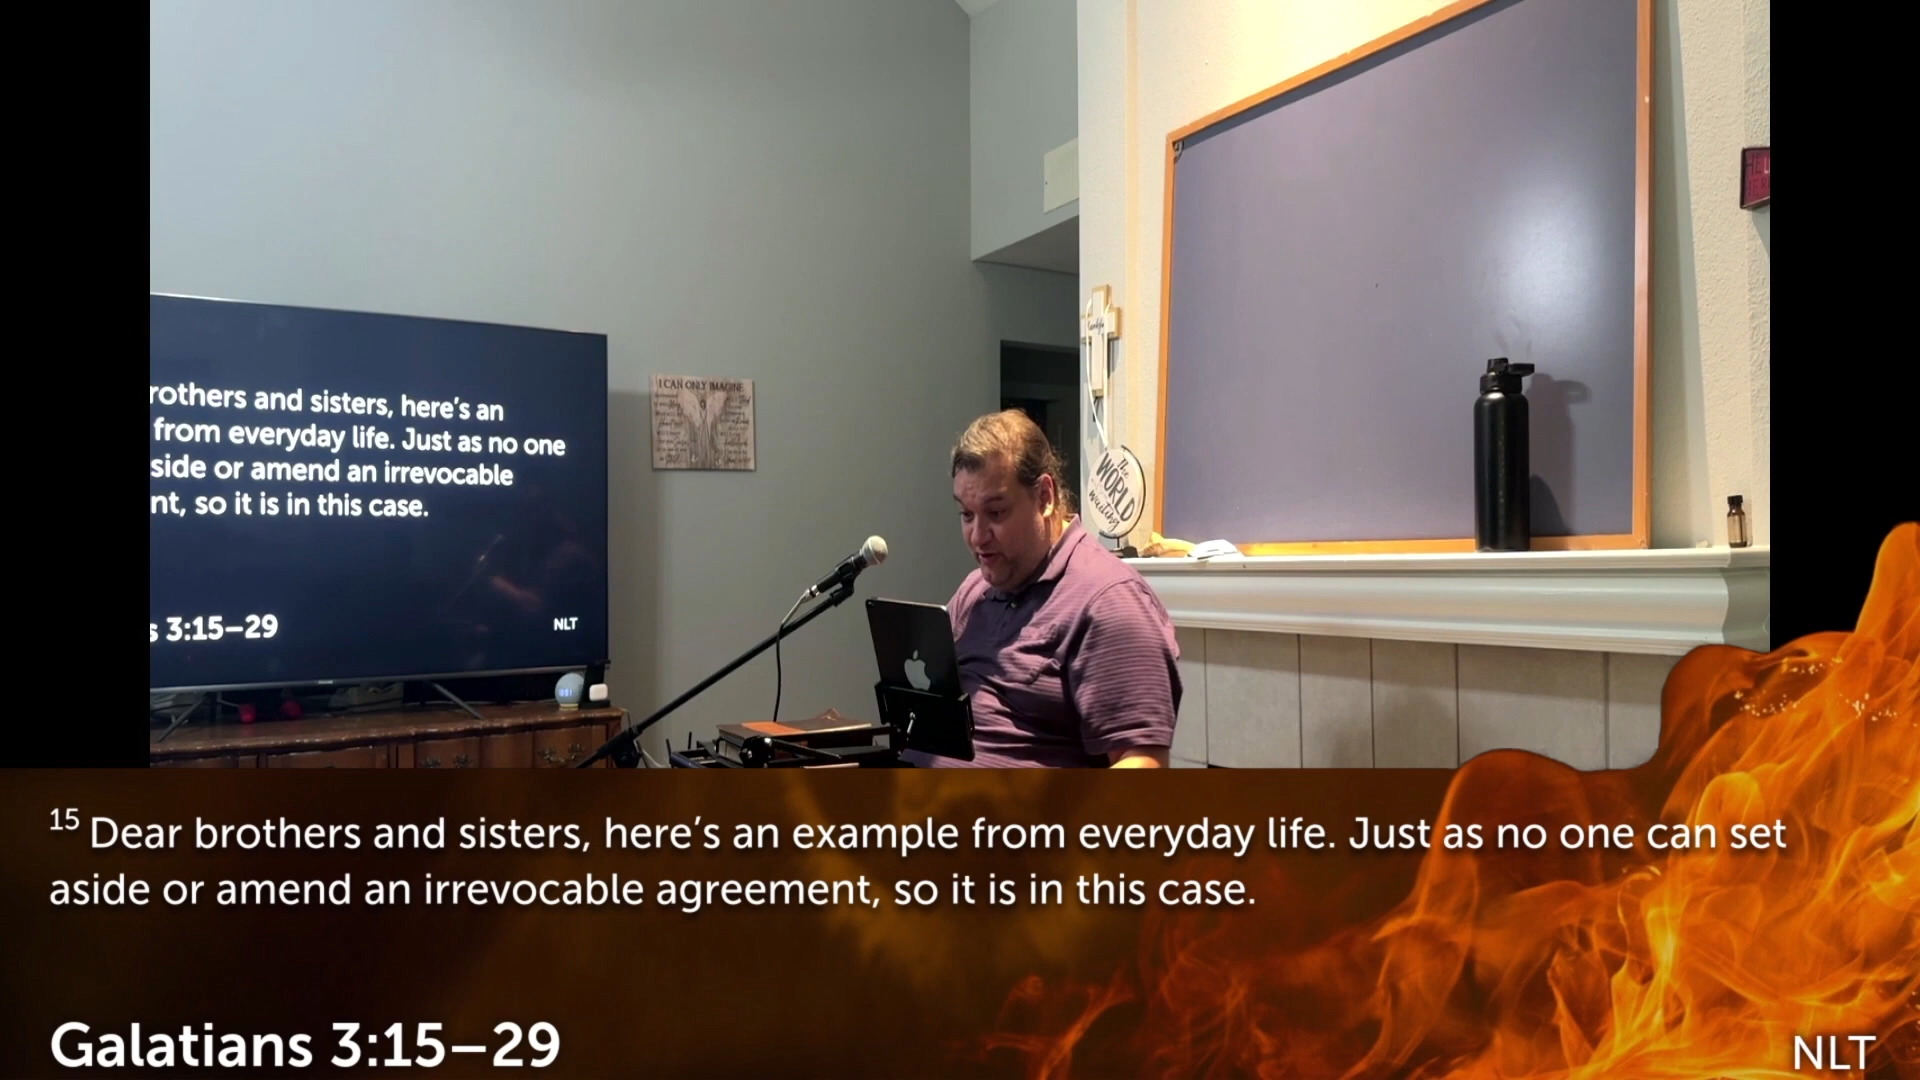 rothers and sisters, here's an
from everyday life. Just as no one
side or amend an irrevocable
nt, so it is in this case.
s 3:15–29
NLT
I CAN ONLY IMAGINE
The
WORLD
is
waiting
15 Dear brothers and sisters, here's an example from everyday life. Just as no one can set
aside or amend an irrevocable agreement, so it is in this case.
Galatians 3:15–29
NLT